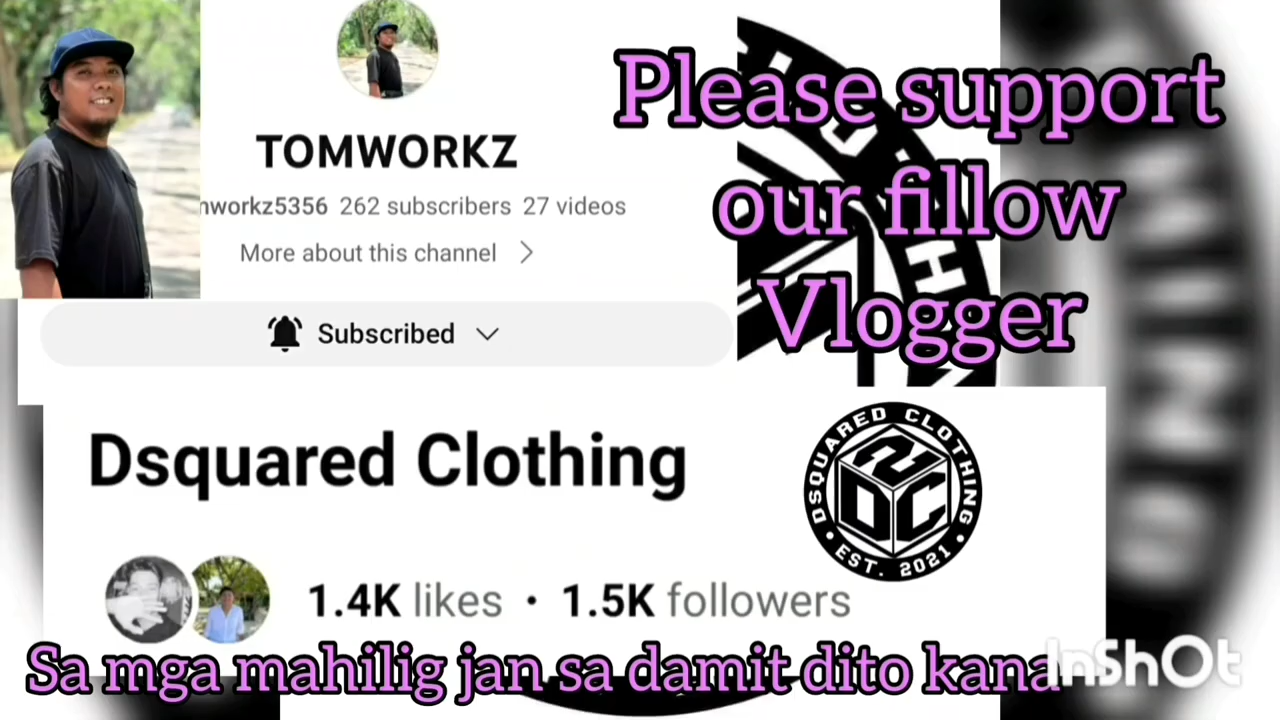 Please support
our fillow
Vlogger
TOMWORKZ
nworkz5356 262 subscribers 27 videos
More about this channel
Subscribed
Dsquared Clothing
DSQUARED CLOTHING
2
DC
EST. 2021
1.4K likes • 1.5K followers
Sa mga mahilig jan sa damit dito kana
InShOt